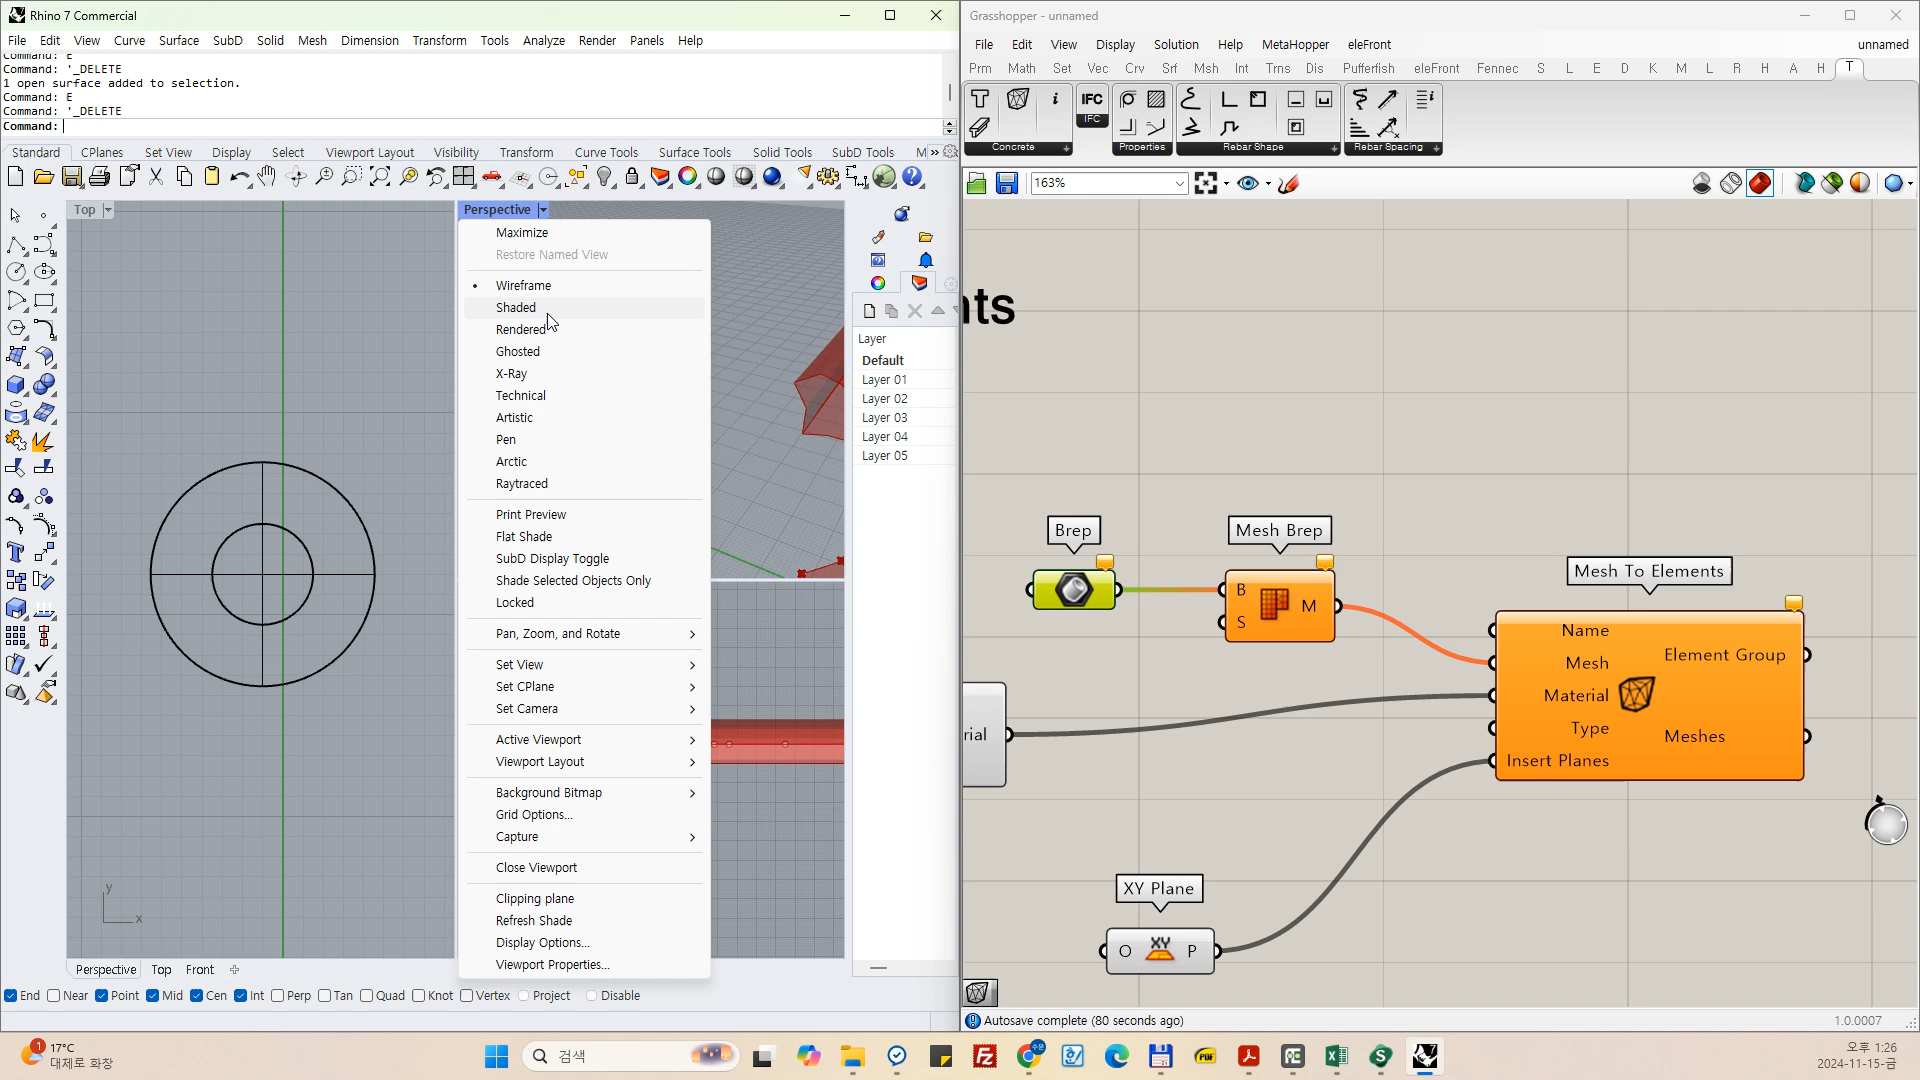 Rhino 7 Commercial
File Edit View Curve Surface SubD Solid Mesh Dimension Transform Tools Analyze Render Panels Help
Command: E
Command: '_DELETE
1 open surface added to selection.
Command: E
Command: '_DELETE
Command:
Standard CPlanes Set View Display Select Viewport Layout Visibility Transform Curve Tools Surface Tools Solid Tools SubD Tools M »
Top
Perspective
Maximize
Restore Named View
Wireframe
Shaded
Rendered
Ghosted
X-Ray
Technical
Artistic
Pen
Arctic
Raytraced
Print Preview
Flat Shade
SubD Display Toggle
Shade Selected Objects Only
Locked
Pan, Zoom, and Rotate
Set View
Set CPlane
Set Camera
Active Viewport
Viewport Layout
Background Bitmap
Grid Options...
Capture
Close Viewport
Clipping plane
Refresh Shade
Display Options...
Viewport Properties...
y
x
Layer
Default
Layer 01
Layer 02
Layer 03
Layer 04
Layer 05
Perspective Top Front
End Near Point Mid Cen Int Perp Tan Quad Knot Vertex Project Disable
Grasshopper - unnamed
File Edit View Display Solution Help MetaHopper eleFront unnamed
Prm Math Set Vec Crv Srf Msh Int Trns Dis Pufferfish eleFront Fennec S L E D K M L R H A H T
IFC
IFC
Concrete Properties Rebar Shape Rebar Spacing
163%
nts
Brep
Mesh Brep
B
S
M
Mesh To Elements
Name
Mesh
Material
Type
Insert Planes
Element Group
Meshes
rial
XY Plane
O XY P
Autosave complete (80 seconds ago)
1.0.0007
1
17°C
대체로 화창
검색
PDF
오후 1:26
2024-11-15-금